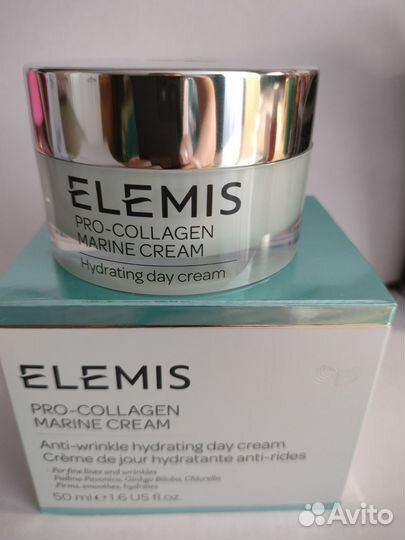 ELEMIS
PRO-COLLAGEN
MARINE CREAM
Hydrating day cream
ELEMIS
PRO-COLLAGEN
MARINE CREAM
Anti-wrinkle hydrating day cream
Crème de jour hydratante anti-rides
For fine lines and wrinkles
Padina Pavonica, Ginkgo Biloba, Chlorella
Firms, smoothes, hydrates
50 ml e 1.6 US fl.oz.
Avito